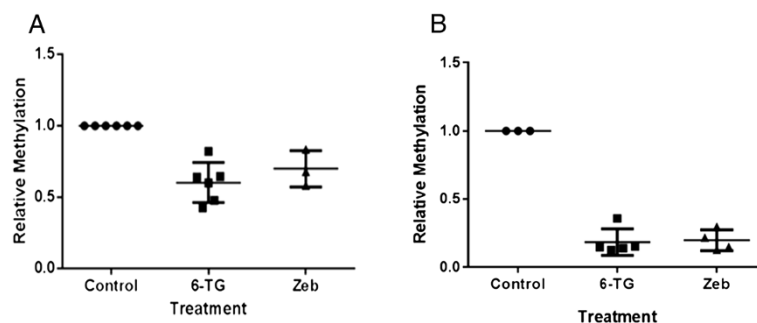 A
1.5
1.0
0.5
0.0
Relative Methylation
Control 6-TG Zeb
Treatment
B
1.5
1.0
0.5
0.0
Relative Methylation
Control 6-TG Zeb
Treatment